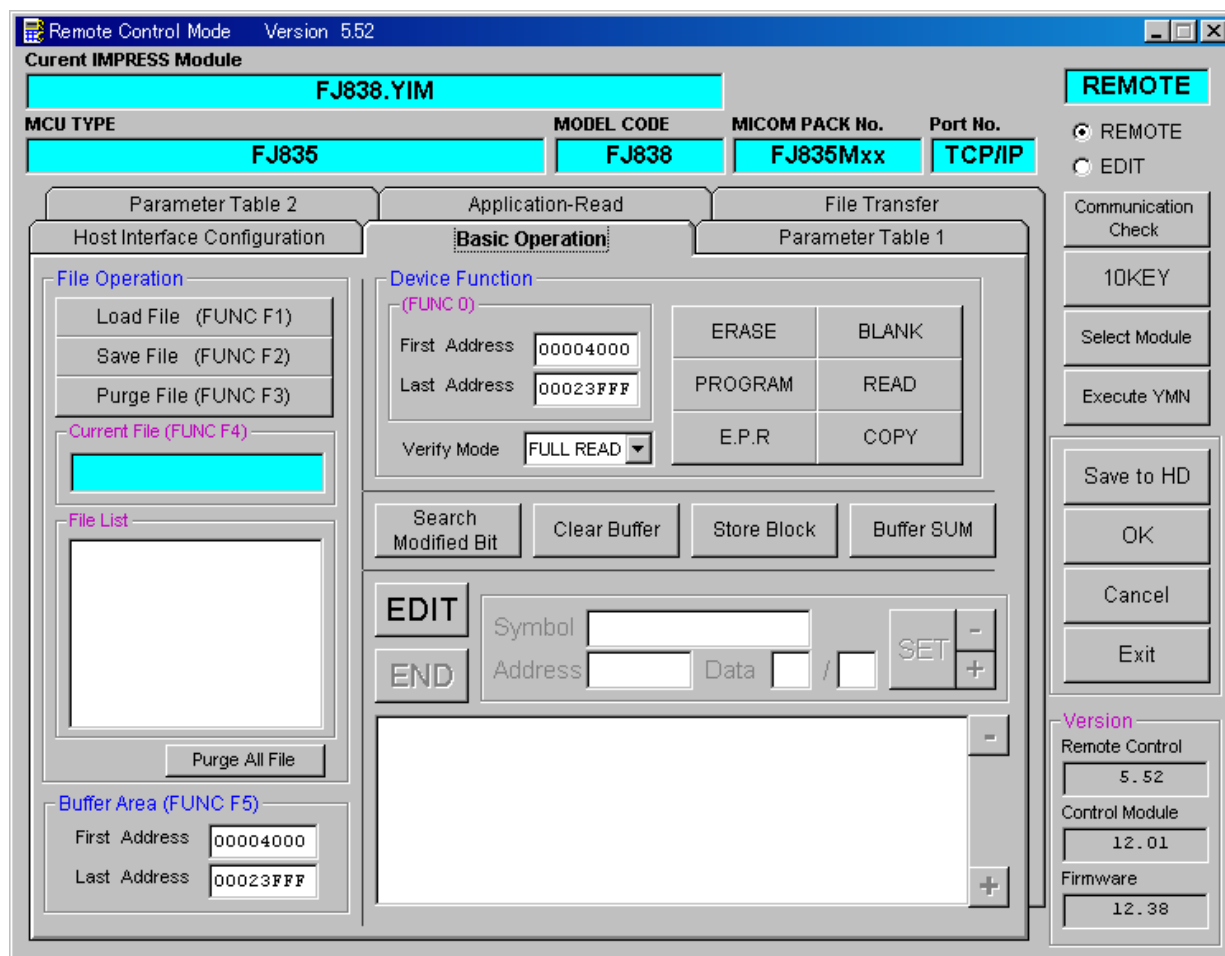 Remote Control Mode Version 5.52
Curent IMPRESS Module
FJ838.YIM
REMOTE
MCU TYPE MODEL CODE MICOM PACK No. Port No.
FJ835 FJ838 FJ835Mxx TCP/IP
REMOTE
EDIT
Parameter Table 2 Application-Read File Transfer
Host Interface Configuration Basic Operation Parameter Table 1
File Operation
Load File (FUNC F1)
Save File (FUNC F2)
Purge File (FUNC F3)
Current File (FUNC F4)
File List
Purge All File
Buffer Area (FUNC F5)
First Address 00004000
Last Address 00023FFF
Device Function
(FUNC 0)
First Address 00004000
Last Address 00023FFF
Verify Mode FULL READ
ERASE BLANK
PROGRAM READ
E.P.R COPY
Search
Modified Bit
Clear Buffer
Store Block
Buffer SUM
EDIT
END
Symbol
Address Data /
SET
-
+
-
+
Communication
Check
10KEY
Select Module
Execute YMN
Save to HD
OK
Cancel
Exit
Version
Remote Control
5.52
Control Module
12.01
Firmware
12.38